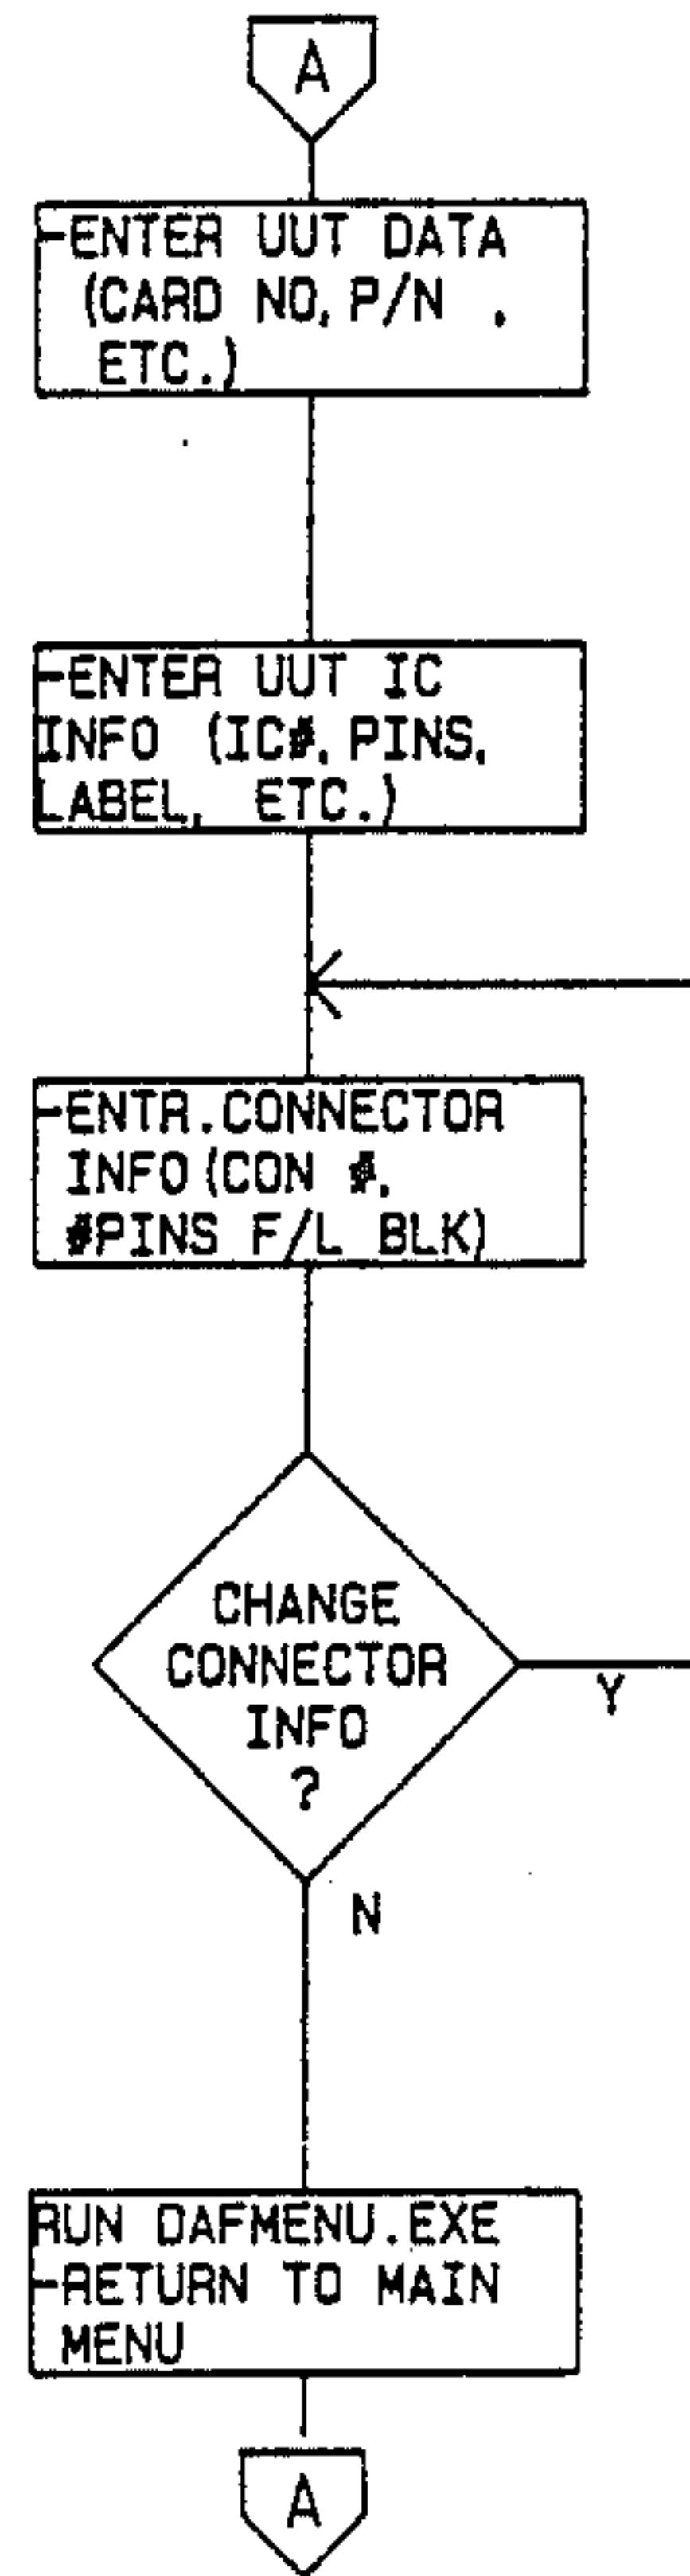 A
-ENTER UUT DATA
(CARD NO, P/N ,
ETC.)
-ENTER UUT IC
INFO (IC#, PINS,
LABEL, ETC.)
-ENTR.CONNECTOR
INFO (CON #,
#PINS F/L BLK)
CHANGE
CONNECTOR
INFO
?
Y
N
RUN DAFMENU.EXE
-RETURN TO MAIN
MENU
A